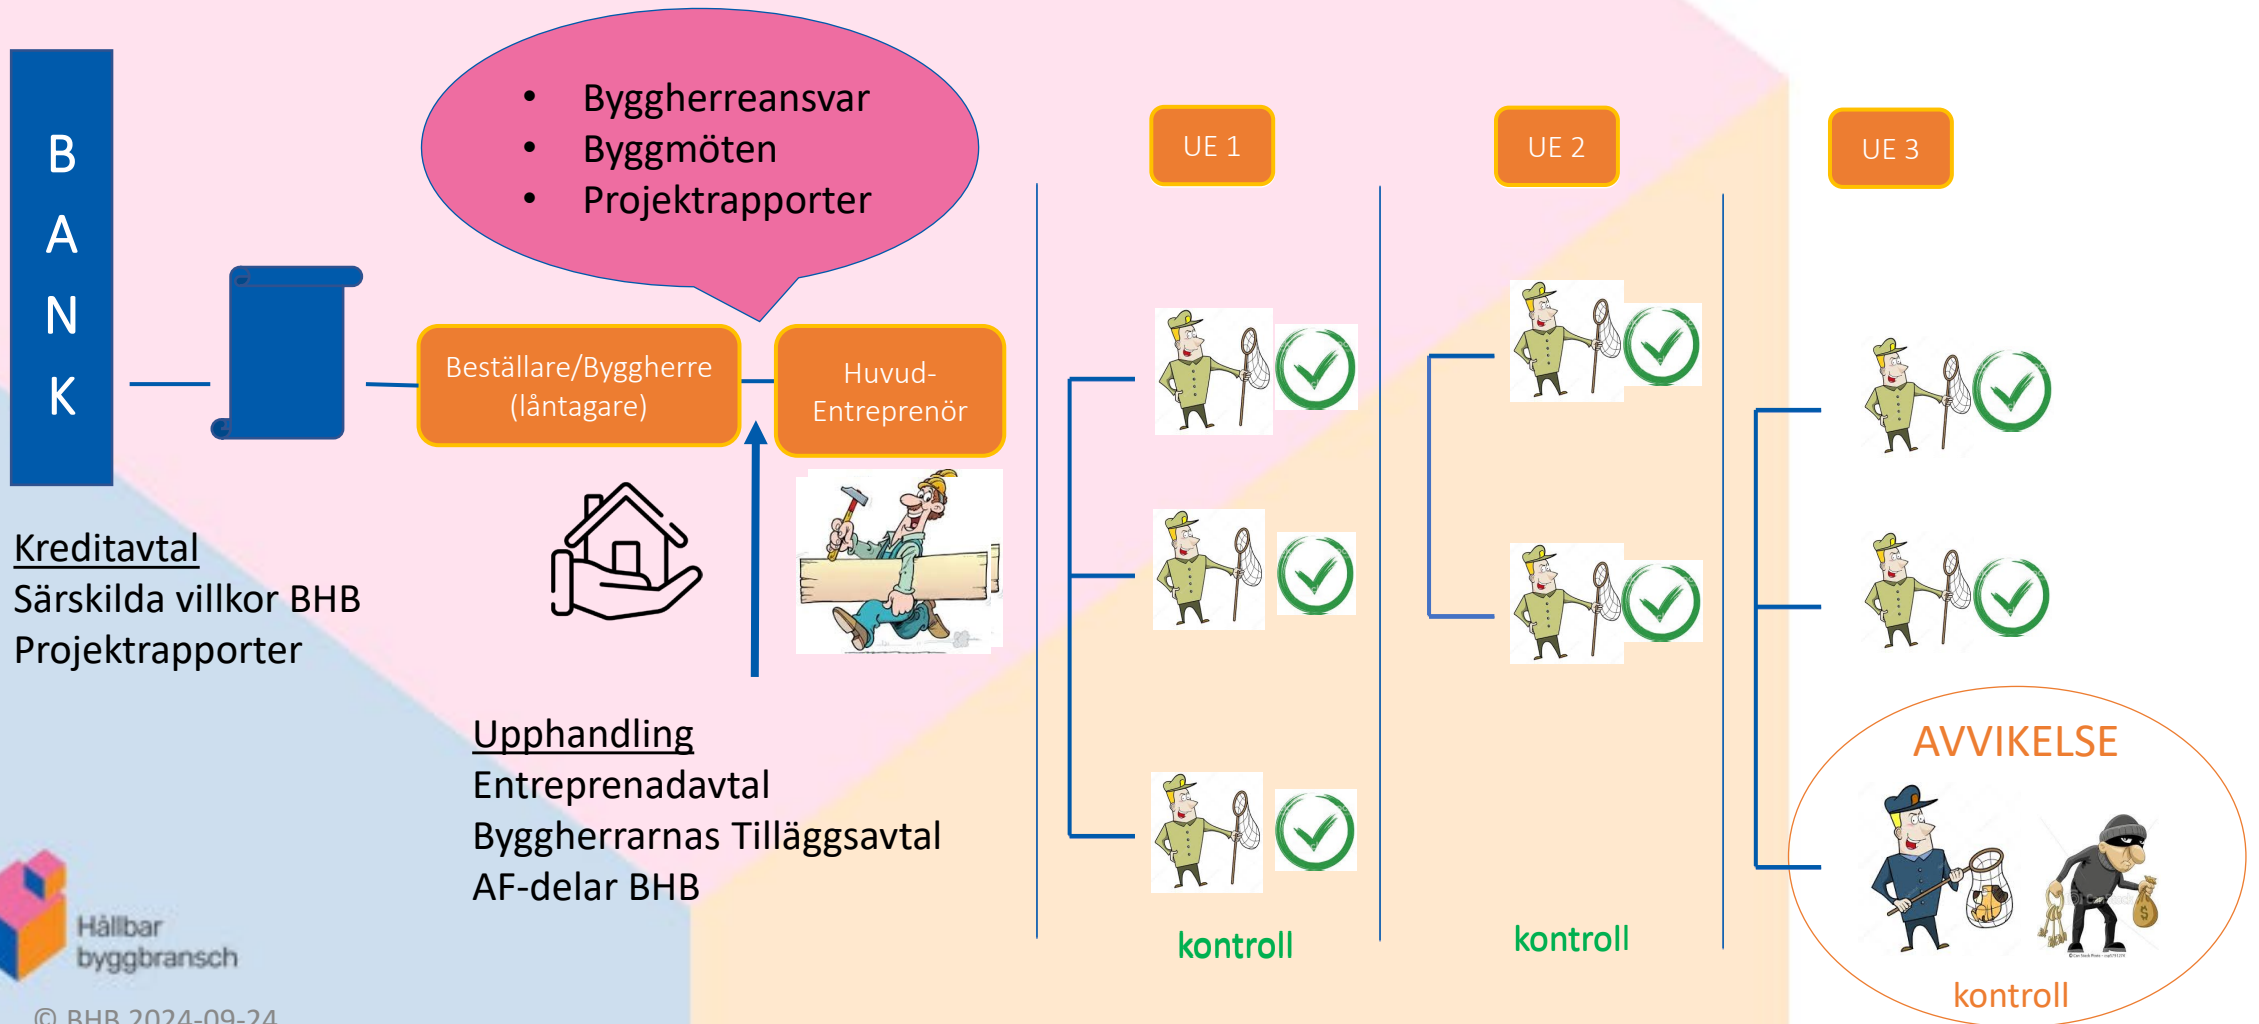 B
A
N
K
• Byggherreansvar
• Byggmöten
• Projektrapporter
UE 1
UE 2
UE 3
Beställare/Byggherre
(låntagare)
Huvud-
Entreprenör
Kreditavtal
Särskilda villkor BHB
Projektrapporter
Upphandling
Entreprenadavtal
Byggherrarnas Tilläggsavtal
AF-delar BHB
AVVIKELSE
kontroll
kontroll
kontroll
Hållbar
byggbransch
© BHB 2024-09-24